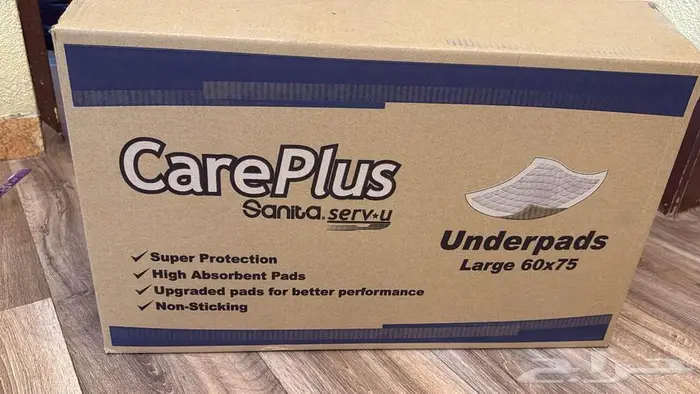 CarePlus
Sanita serv★u
✓ Super Protection
✓ High Absorbent Pads
✓ Upgraded pads for better performance
✓ Non-Sticking
Underpads
Large 60x75
حراج